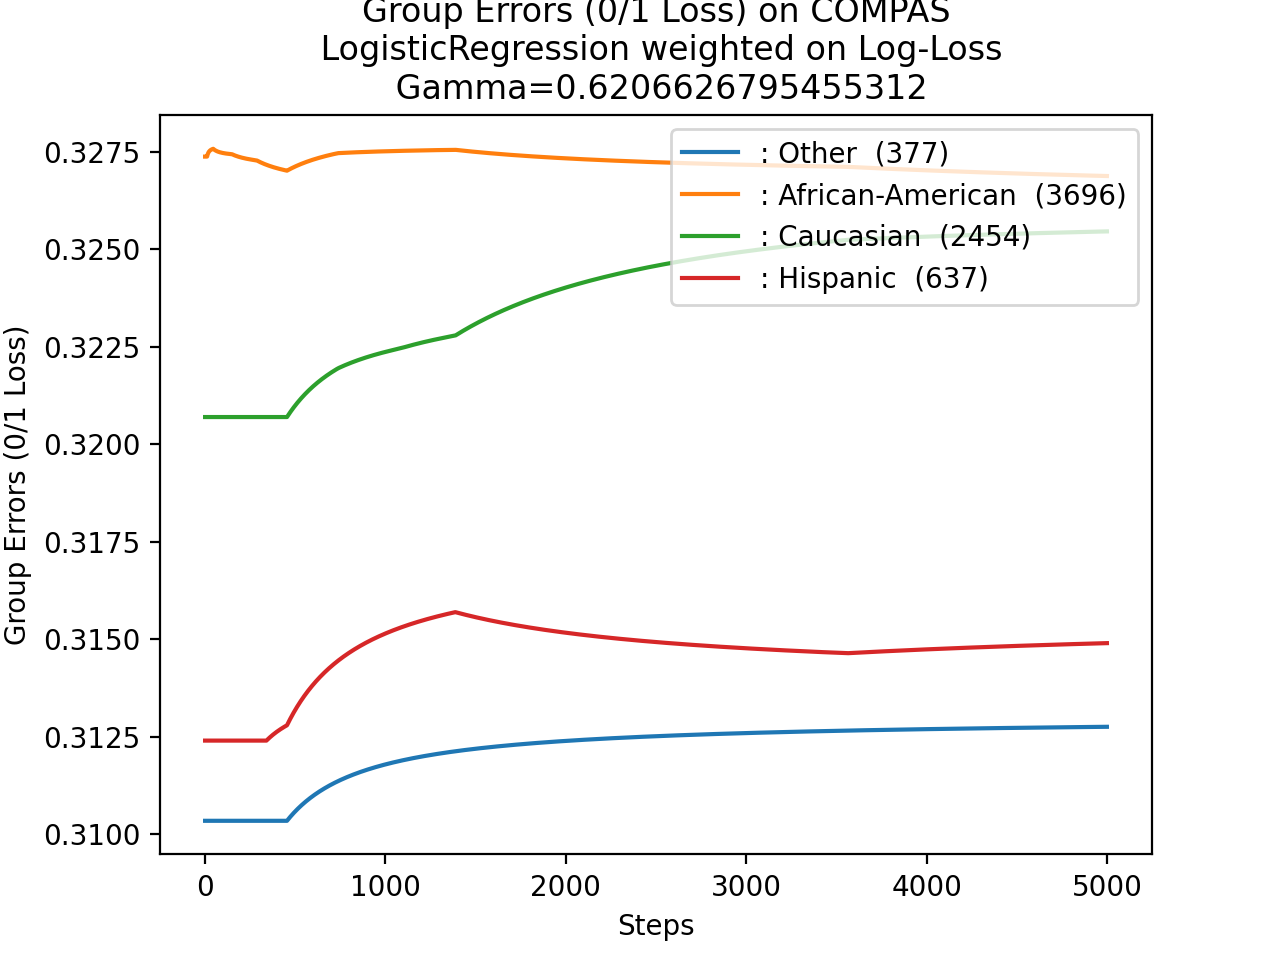 Group Errors (0/1 Loss) on COMPAS
LogisticRegression weighted on Log-Loss
Gamma=0.6206626795455312
Group Errors (0/1 Loss)
0.3275
0.3250
0.3225
0.3200
0.3175
0.3150
0.3125
0.3100
: Other (377)
: African-American (3696)
: Caucasian (2454)
: Hispanic (637)
0 1000 2000 3000 4000 5000
Steps